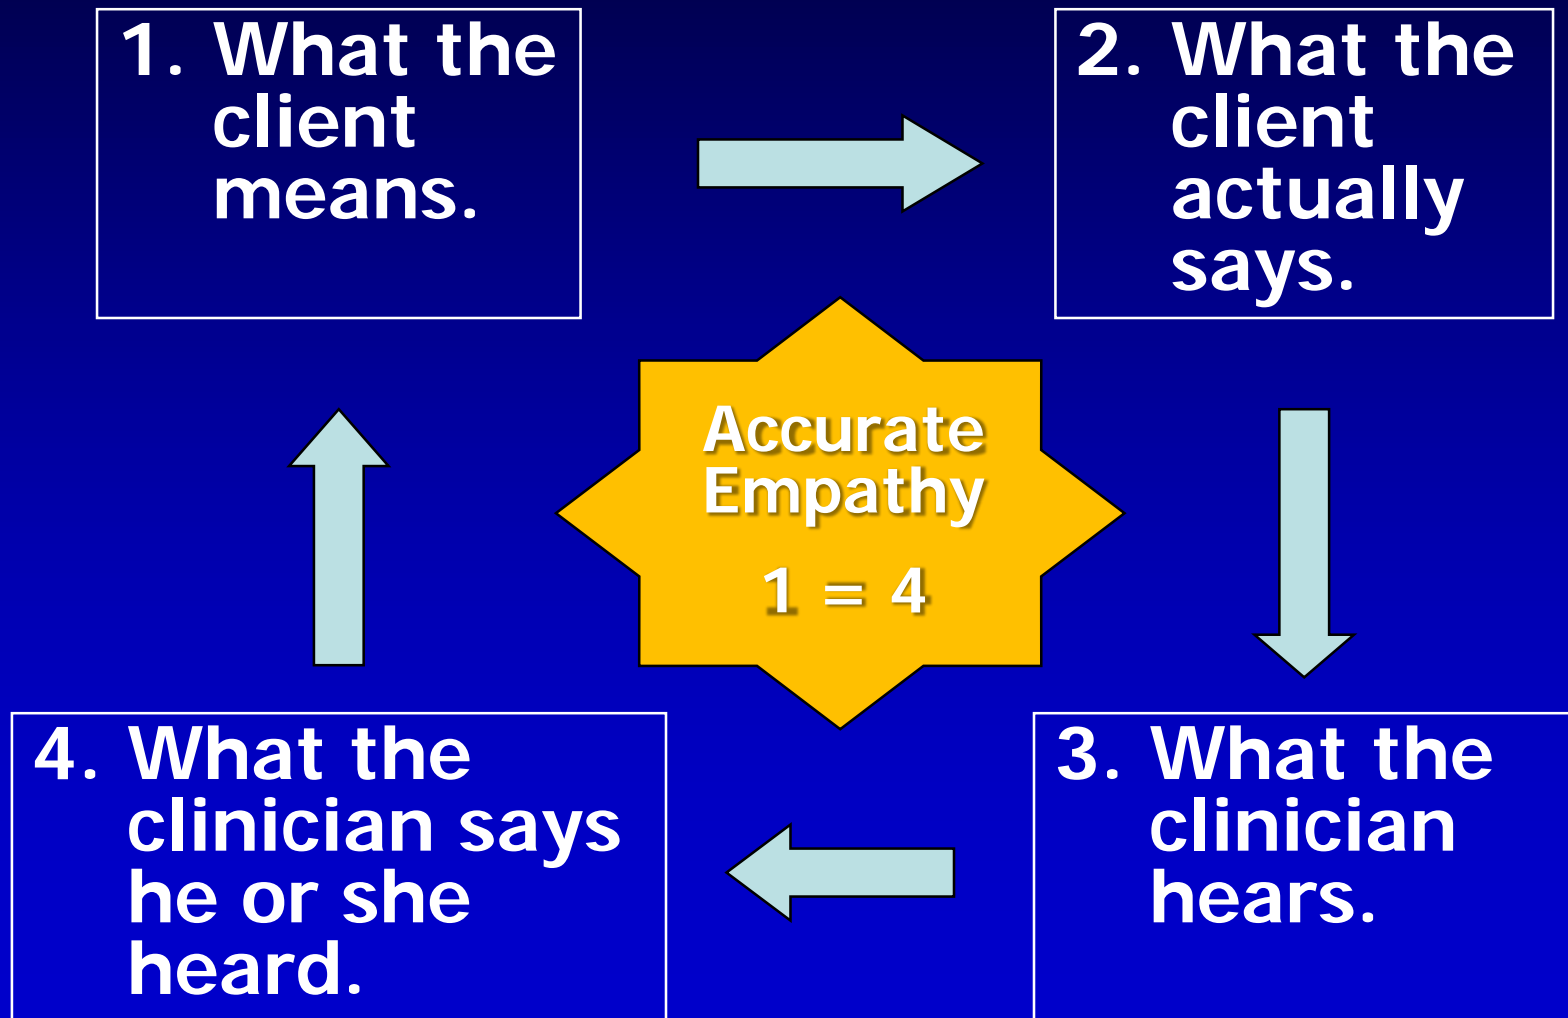 1. What the
client
means.
2. What the
client
actually
says.
Accurate
Empathy
1 = 4
4. What the
clinician says
he or she
heard.
3. What the
clinician
hears.